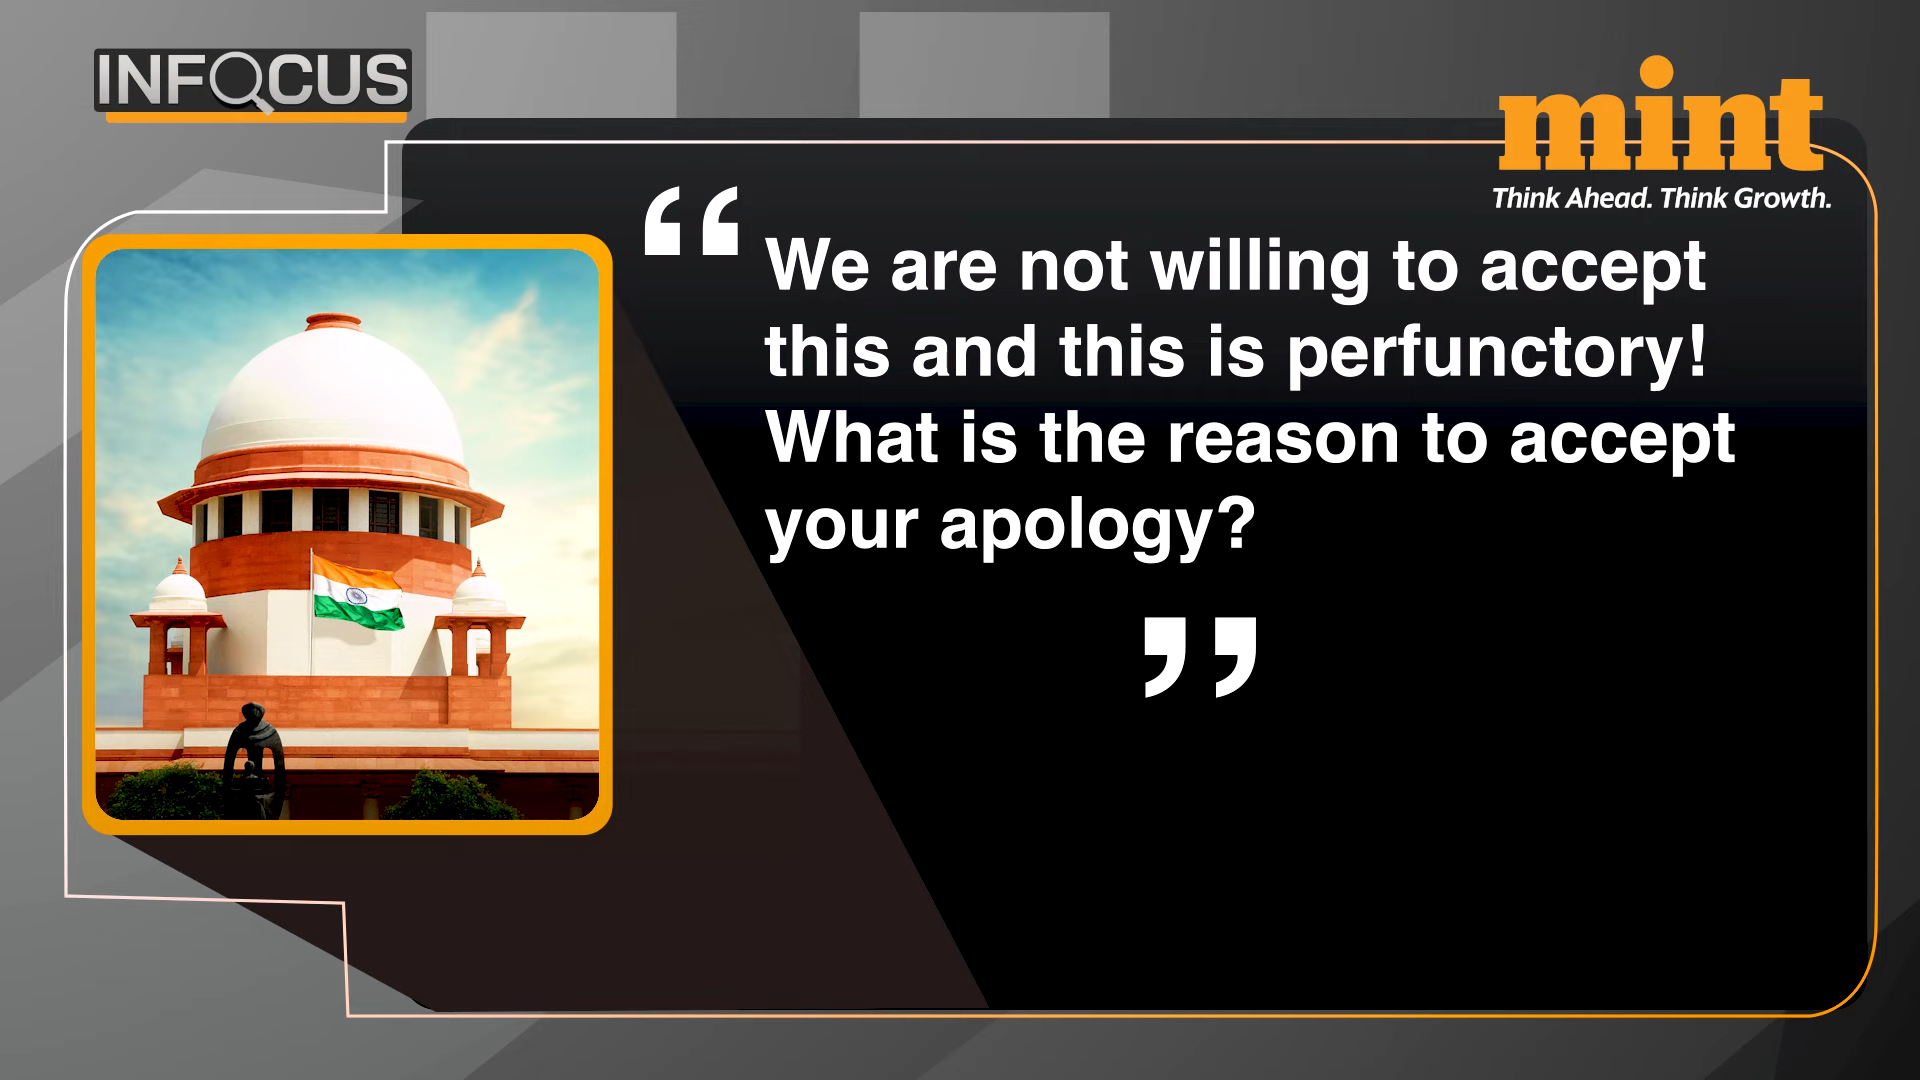 INFOCUS
mint
Think Ahead. Think Growth.
“We are not willing to accept
this and this is perfunctory!
What is the reason to accept
your apology?
”